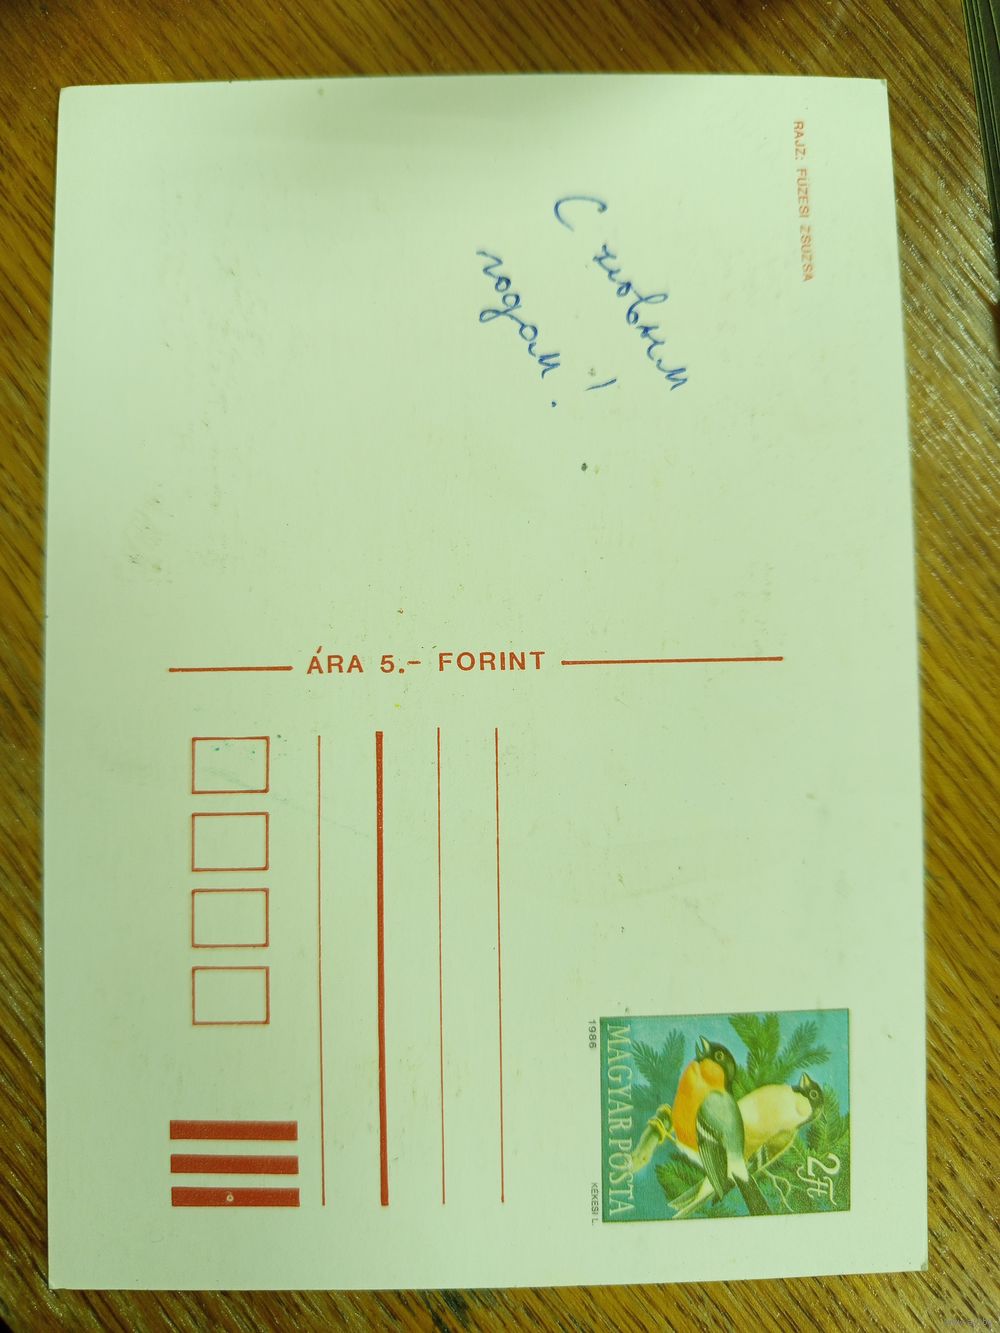 RAJZ: FÜZESI ZSUZSA
С новым
годом!
ÁRA 5.- FORINT
2 Ft
MAGYAR POSTA
1986
KÉKESI L.